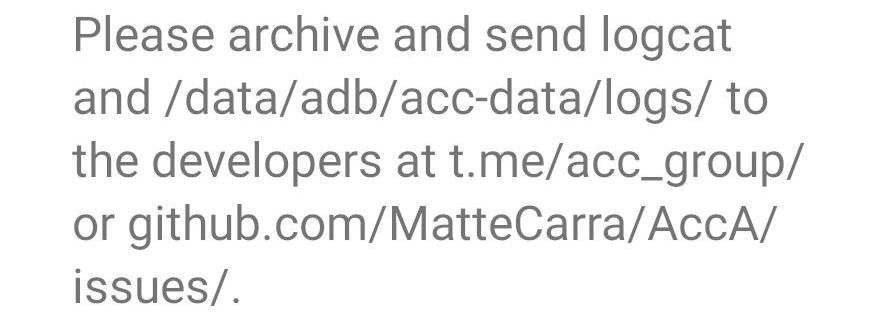 Please archive and send logcat
and /data/adb/acc-data/logs/ to
the developers at t.me/acc_group/
or github.com/MatteCarra/AccA/
issues/.